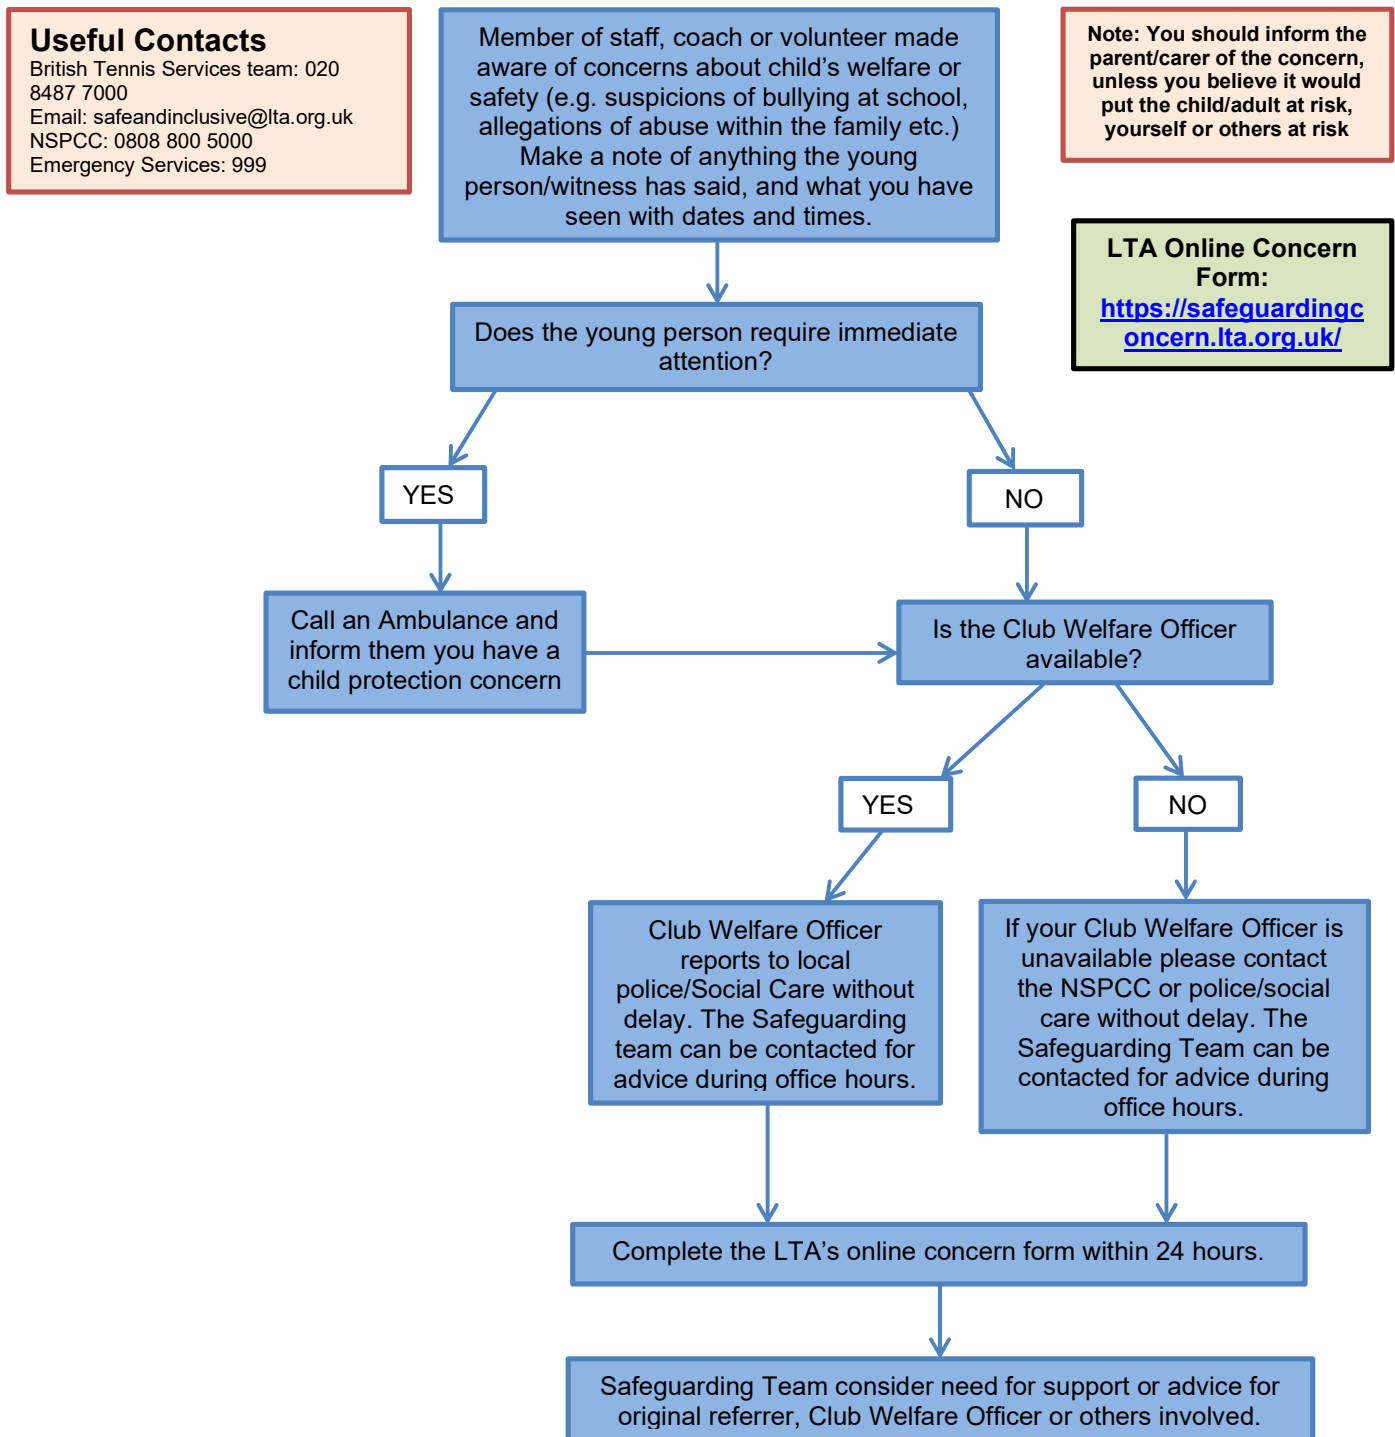 Useful Contacts
British Tennis Services team: 020
8487 7000
Email: safeandinclusive@lta.org.uk
NSPCC: 0808 800 5000
Emergency Services: 999
Member of staff, coach or volunteer made
aware of concerns about child's welfare or
safety (e.g. suspicions of bullying at school,
allegations of abuse within the family etc.)
Make a note of anything the young
person/witness has said, and what you have
seen with dates and times.
Note: You should inform the
parent/carer of the concern,
unless you believe it would
put the child/adult at risk,
yourself or others at risk
LTA Online Concern
Form:
https://safeguardingc
oncern.lta.org.uk/
Does the young person require immediate
attention?
YES
NO
Call an Ambulance and
inform them you have a
child protection concern
Is the Club Welfare Officer
available?
YES
NO
Club Welfare Officer
reports to local
police/Social Care without
delay. The Safeguarding
team can be contacted for
advice during office hours.
If your Club Welfare Officer is
unavailable please contact
the NSPCC or police/social
care without delay. The
Safeguarding Team can be
contacted for advice during
office hours.
Complete the LTA's online concern form within 24 hours.
Safeguarding Team consider need for support or advice for
original referrer, Club Welfare Officer or others involved.